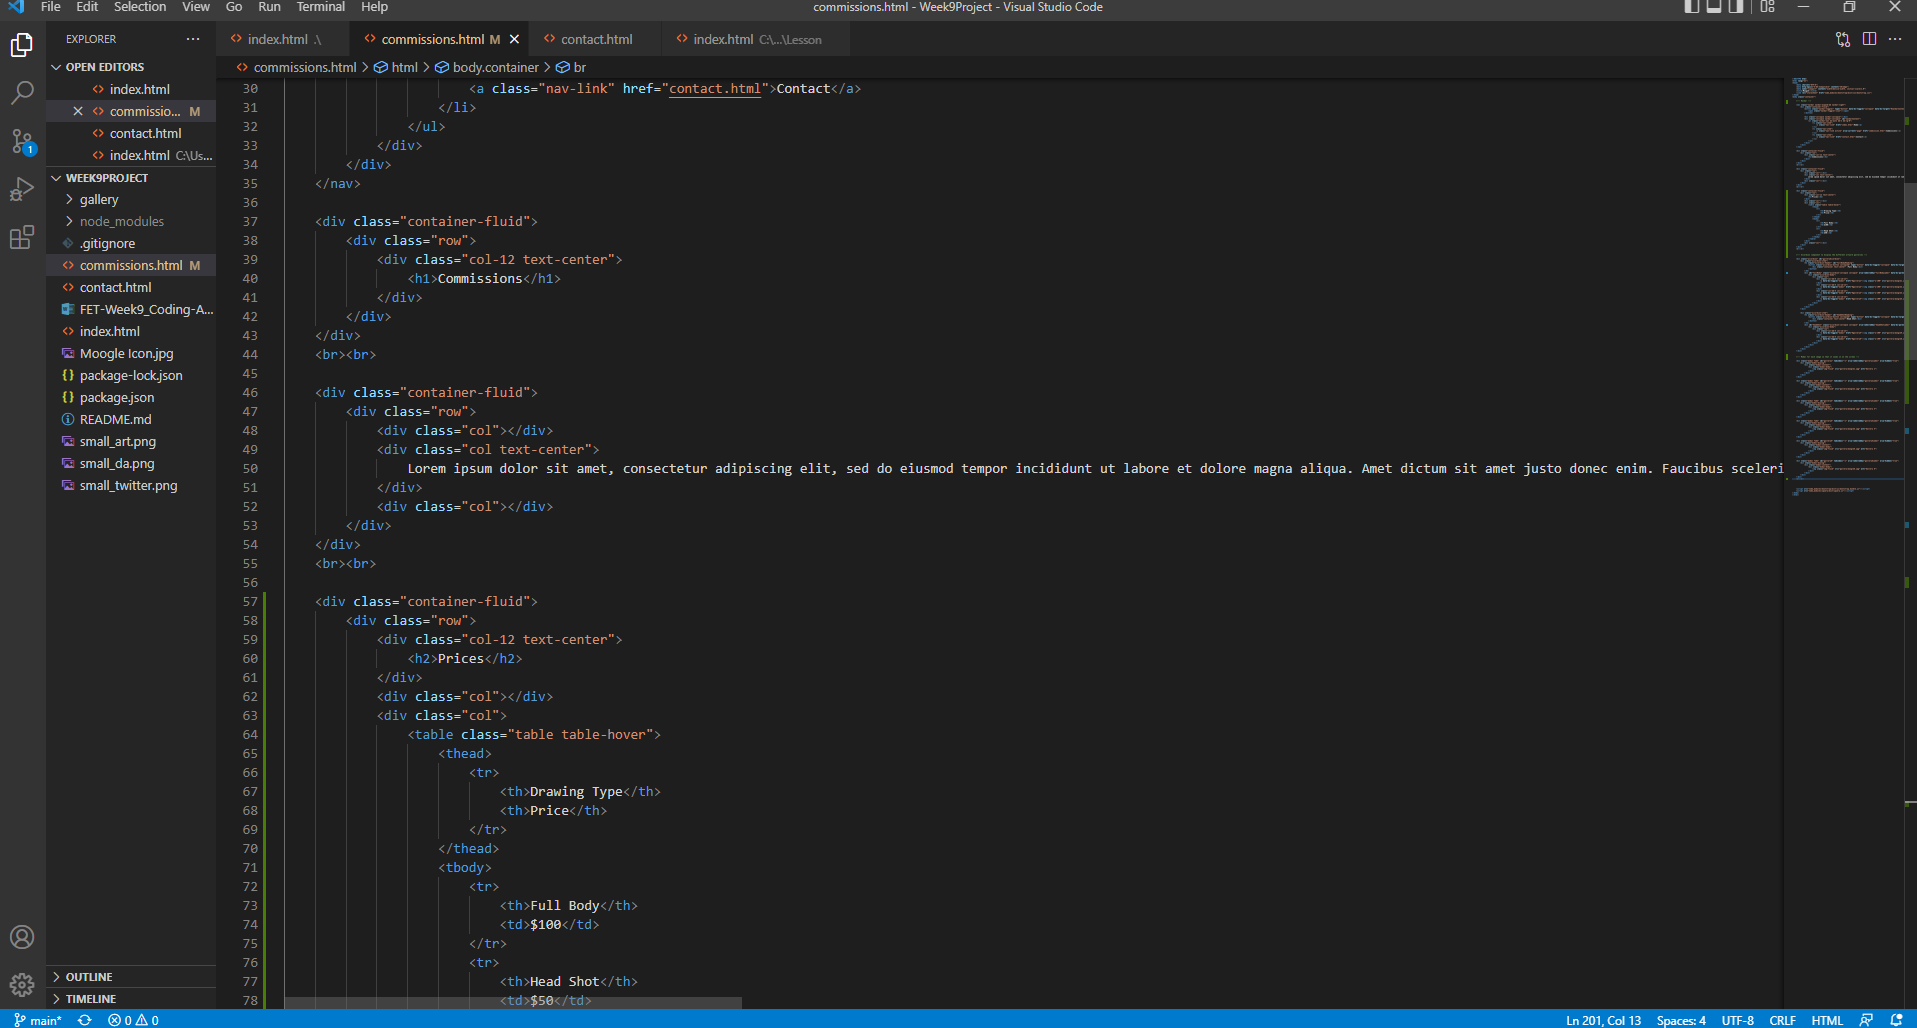 File Edit Selection View Go Run Terminal Help
commissions.html - Week9Project - Visual Studio Code
EXPLORER
index.html .\
commissions.html M
contact.html
index.html C:\...\Lesson
OPEN EDITORS
index.html
commissio... M
contact.html
index.html C:\Us...
WEEK9PROJECT
gallery
node_modules
.gitignore
commissions.html M
contact.html
FET-Week9_Coding-A...
index.html
Moogle Icon.jpg
package-lock.json
package.json
README.md
small_art.png
small_da.png
small_twitter.png
OUTLINE
TIMELINE
1
commissions.html > html > body.container > br
30 <a class="nav-link" href="contact.html">Contact</a>
31 </li>
32 </ul>
33 </div>
34 </div>
35 </nav>
36
37 <div class="container-fluid">
38 <div class="row">
39 <div class="col-12 text-center">
40 <h1>Commissions</h1>
41 </div>
42 </div>
43 </div>
44 <br><br>
45
46 <div class="container-fluid">
47 <div class="row">
48 <div class="col"></div>
49 <div class="col text-center">
50 Lorem ipsum dolor sit amet, consectetur adipiscing elit, sed do eiusmod tempor incididunt ut labore et dolore magna aliqua. Amet dictum sit amet justo donec enim. Faucibus sceleri
51 </div>
52 <div class="col"></div>
53 </div>
54 </div>
55 <br><br>
56
57 <div class="container-fluid">
58 <div class="row">
59 <div class="col-12 text-center">
60 <h2>Prices</h2>
61 </div>
62 <div class="col"></div>
63 <div class="col">
64 <table class="table table-hover">
65 <thead>
66 <tr>
67 <th>Drawing Type</th>
68 <th>Price</th>
69 </tr>
70 </thead>
71 <tbody>
72 <tr>
73 <th>Full Body</th>
74 <td>$100</td>
75 </tr>
76 <tr>
77 <th>Head Shot</th>
78 <td>$50</td>
main* 0 0
Ln 201, Col 13 Spaces: 4 UTF-8 CRLF HTML